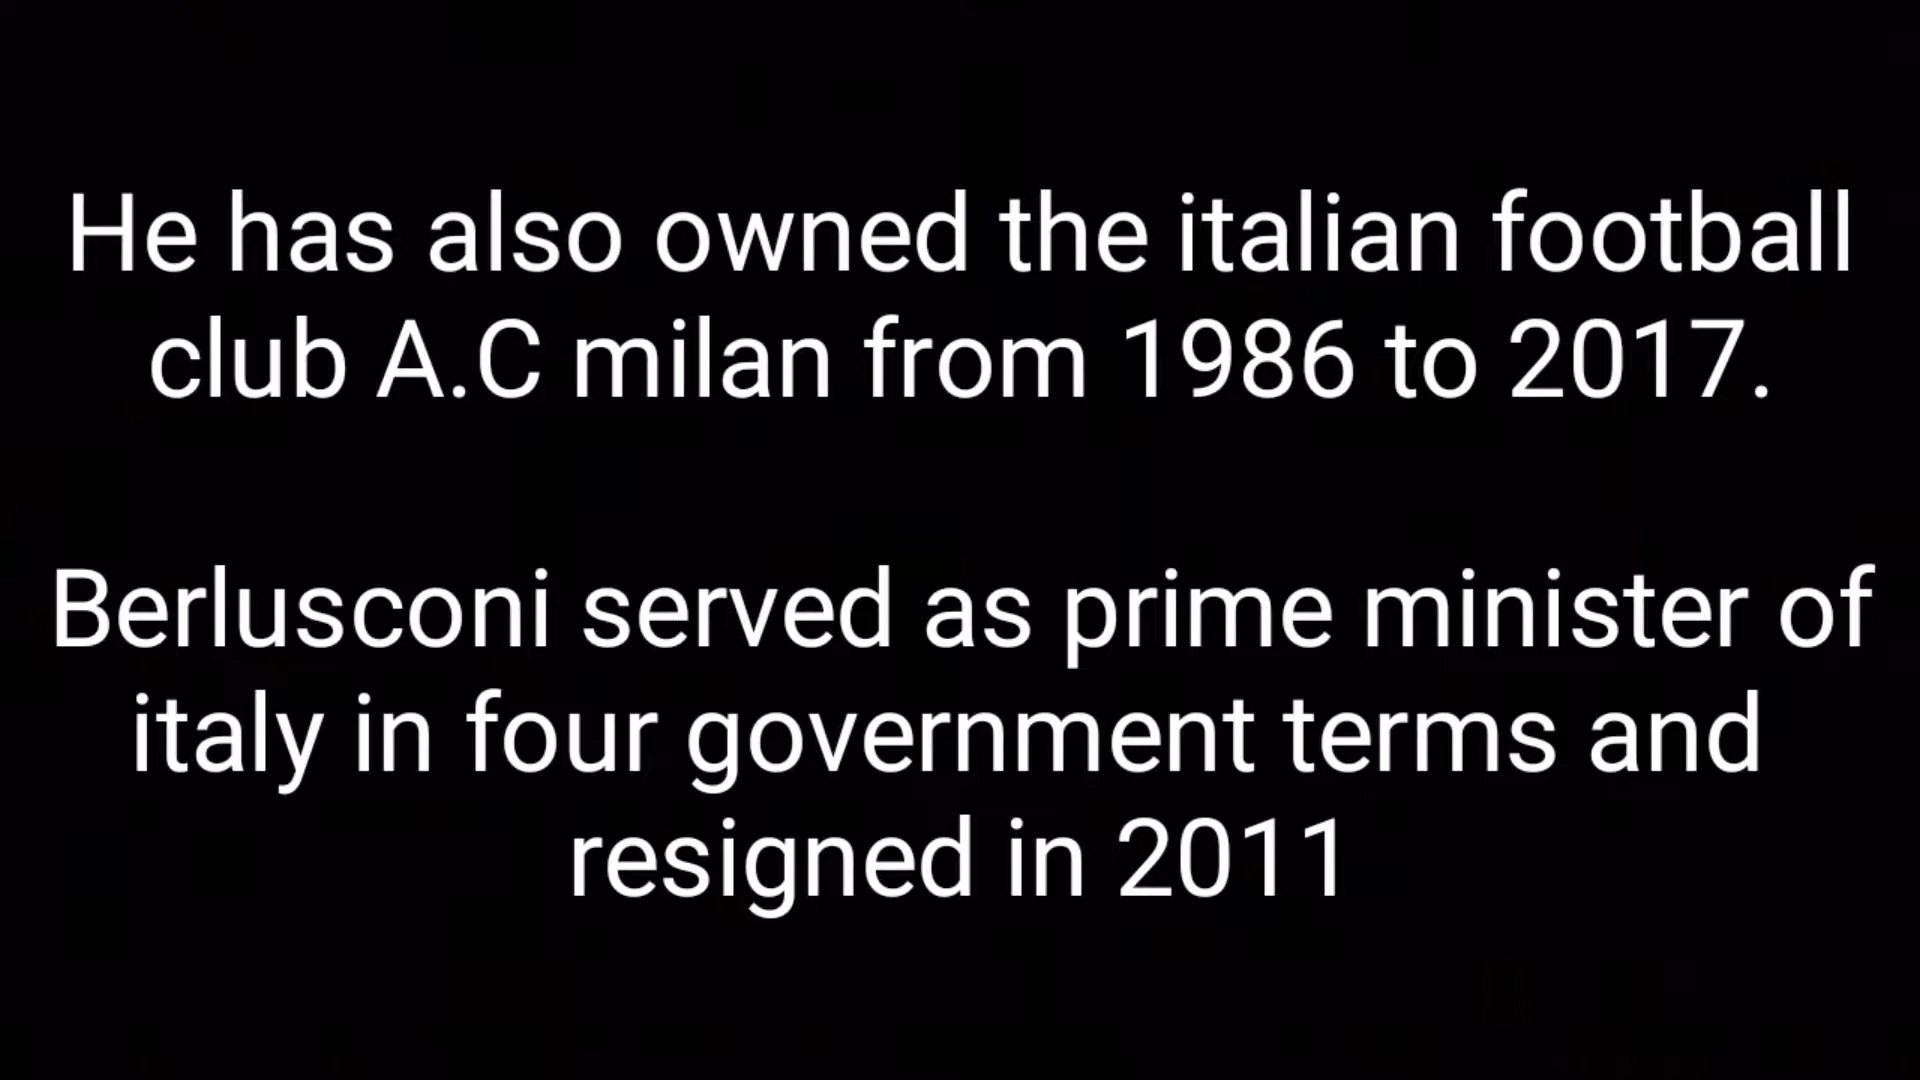 He has also owned the italian football
club A.C milan from 1986 to 2017.
Berlusconi served as prime minister of
italy in four government terms and
resigned in 2011